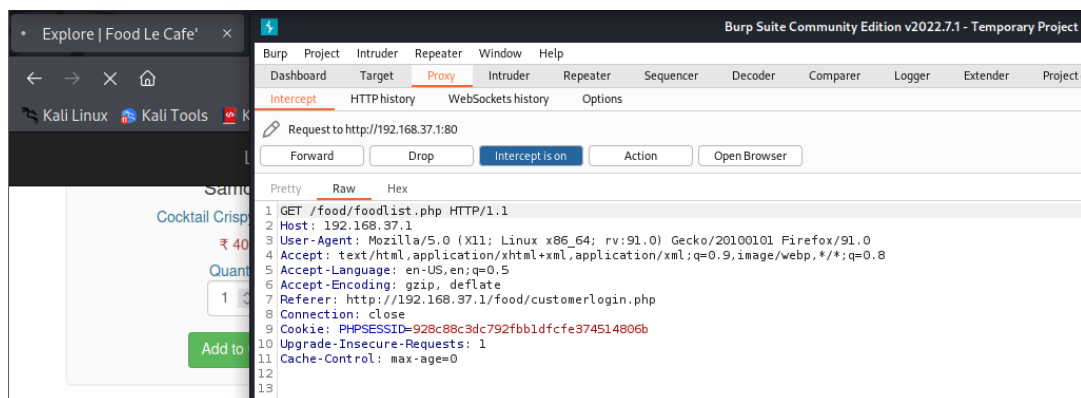 Explore | Food Le Cafe' ×
Kali Linux Kali Tools
Cocktail Crisp
₹ 40
Quant
1
Add to
Burp Suite Community Edition v2022.7.1 - Temporary Project
Burp Project Intruder Repeater Window Help
Dashboard Target Proxy Intruder Repeater Sequencer Decoder Comparer Logger Extender Project
Intercept HTTP history WebSockets history Options
Request to http://192.168.37.1:80
Forward Drop Intercept is on Action Open Browser
Pretty Raw Hex
1 GET /food/foodlist.php HTTP/1.1
2 Host: 192.168.37.1
3 User-Agent: Mozilla/5.0 (X11; Linux x86_64; rv:91.0) Gecko/20100101 Firefox/91.0
4 Accept: text/html,application/xhtml+xml,application/xml;q=0.9,image/webp,*/*;q=0.8
5 Accept-Language: en-US,en;q=0.5
6 Accept-Encoding: gzip, deflate
7 Referer: http://192.168.37.1/food/customerlogin.php
8 Connection: close
9 Cookie: PHPSESSID=928c88c3dc792fbb1dfcfe374514806b
10 Upgrade-Insecure-Requests: 1
11 Cache-Control: max-age=0
12
13